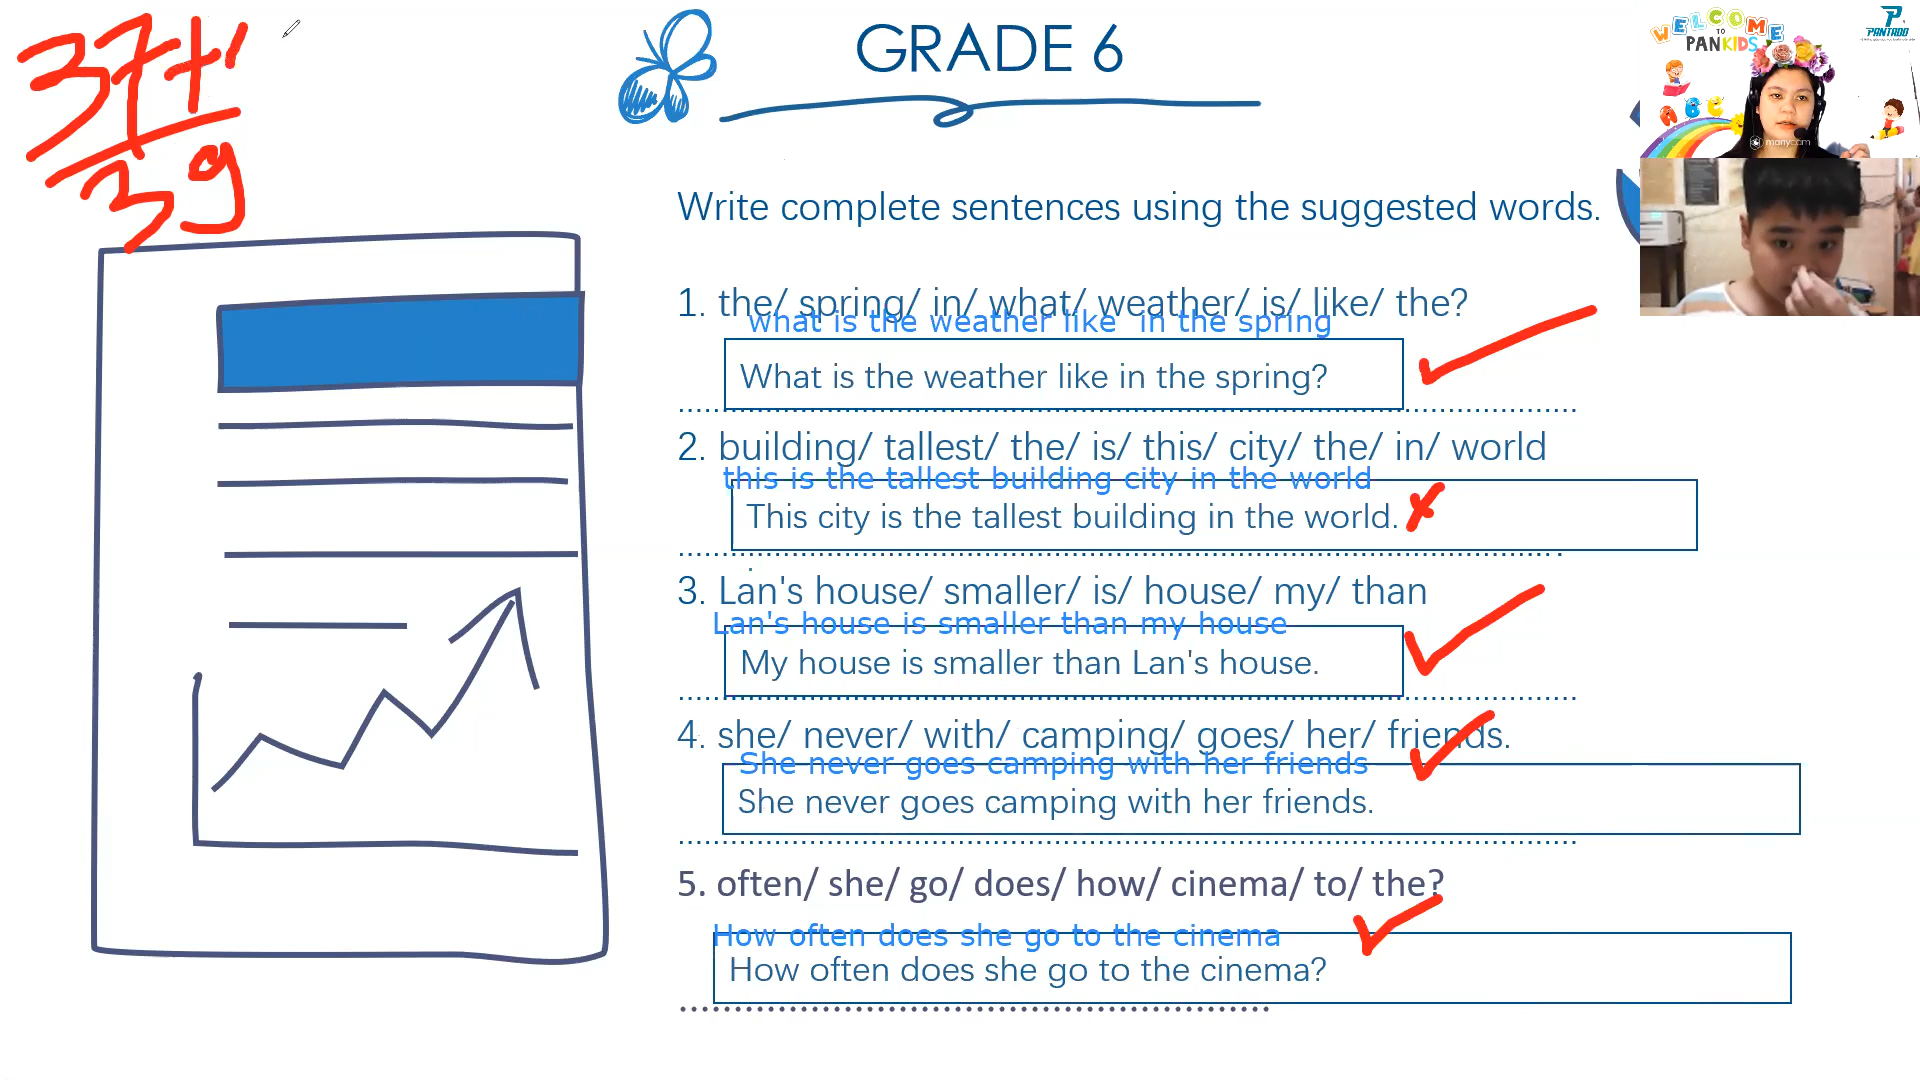 37+1
39
GRADE 6
WELCOME
TO
PANKIDS
PANTADO
ABC
manycam
Write complete sentences using the suggested words.
1. the/ spring/ in/ what/ weather/ is/ like/ the?
what is the weather like in the spring
What is the weather like in the spring?
2. building/ tallest/ the/ is/ this/ city/ the/ in/ world
this is the tallest building city in the world
This city is the tallest building in the world.
3. Lan's house/ smaller/ is/ house/ my/ than
Lan's house is smaller than my house
My house is smaller than Lan's house.
4. she/ never/ with/ camping/ goes/ her/ friends.
She never goes camping with her friends
She never goes camping with her friends.
5. often/ she/ go/ does/ how/ cinema/ to/ the?
How often does she go to the cinema
How often does she go to the cinema?